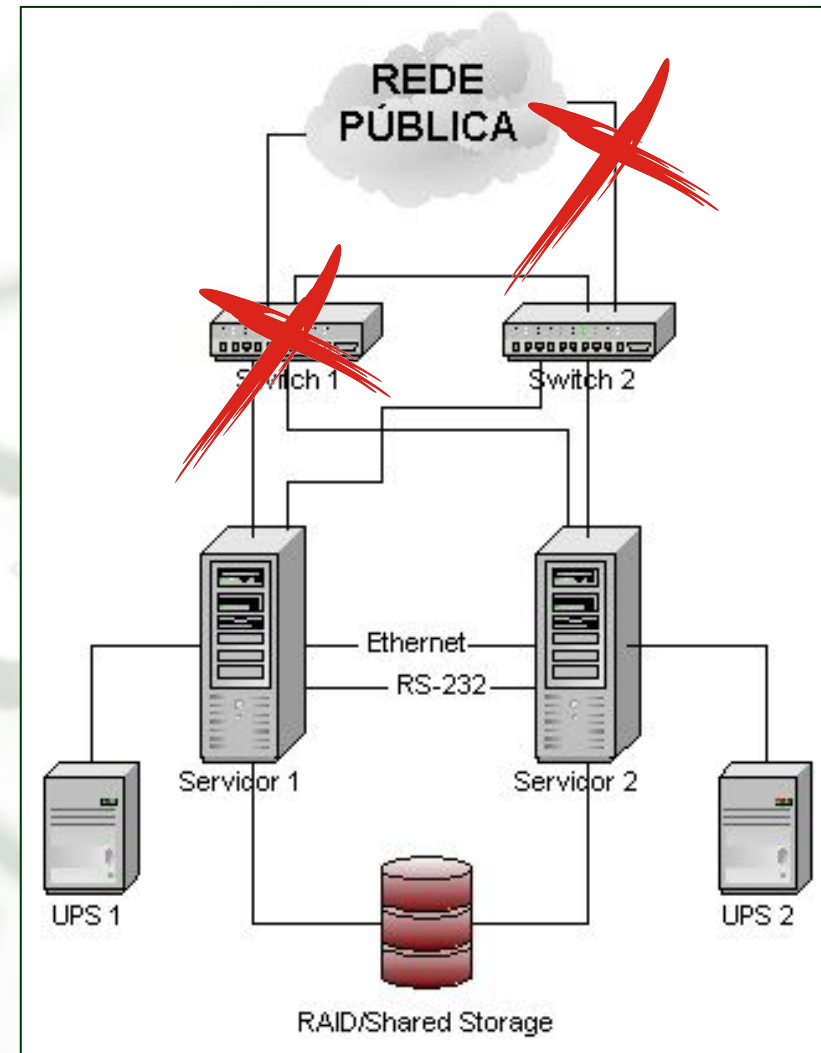 REDE
PÚBLICA
Switch 1
Switch 2
Ethernet
RS-232
Servidor 1
Servidor 2
UPS 1
UPS 2
RAID/Shared Storage